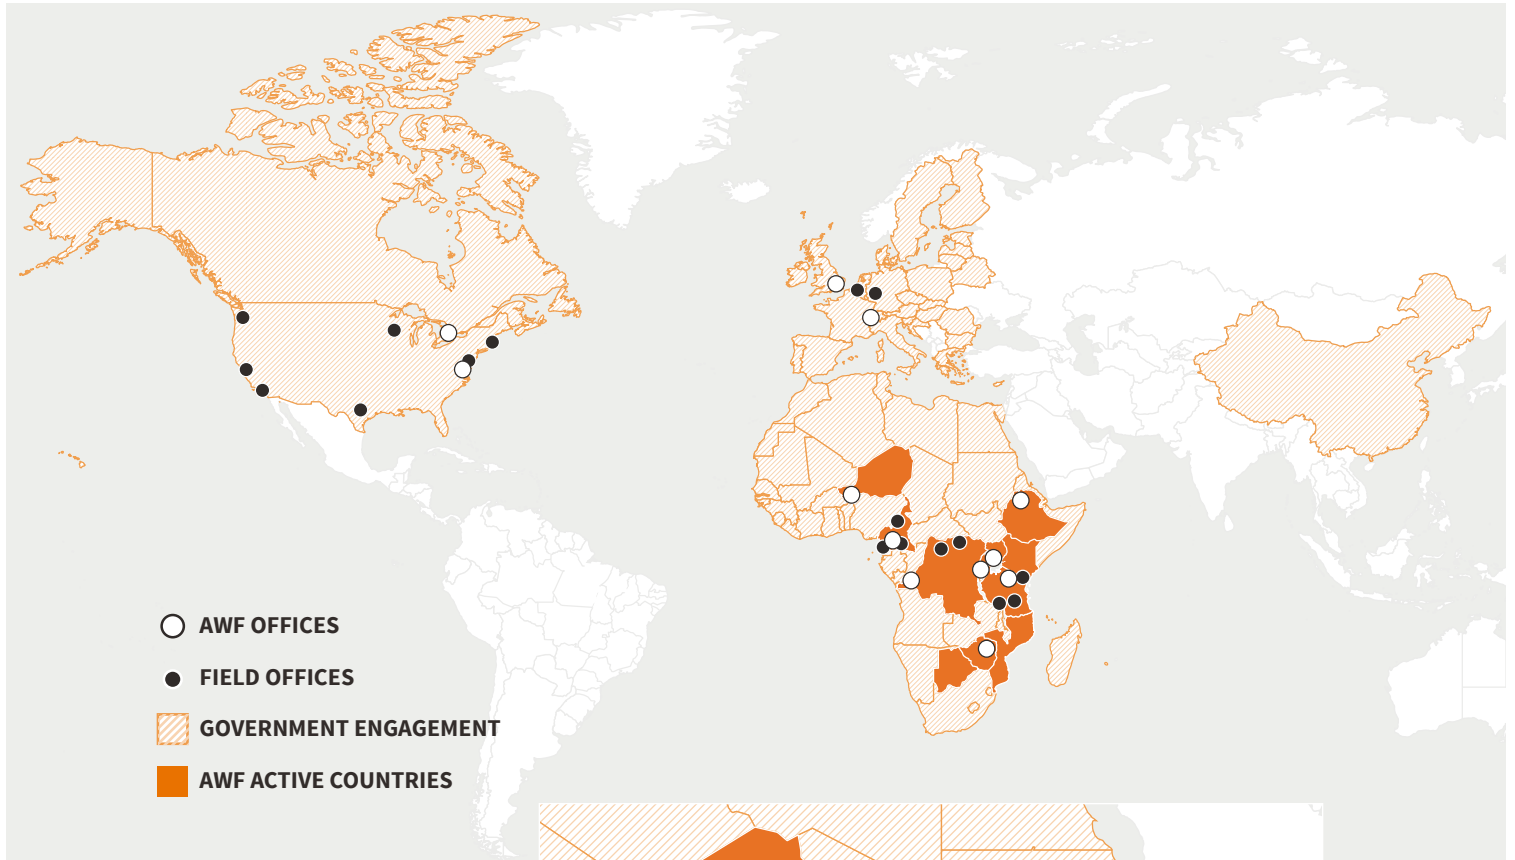 AWF OFFICES
FIELD OFFICES
GOVERNMENT ENGAGEMENT
AWF ACTIVE COUNTRIES